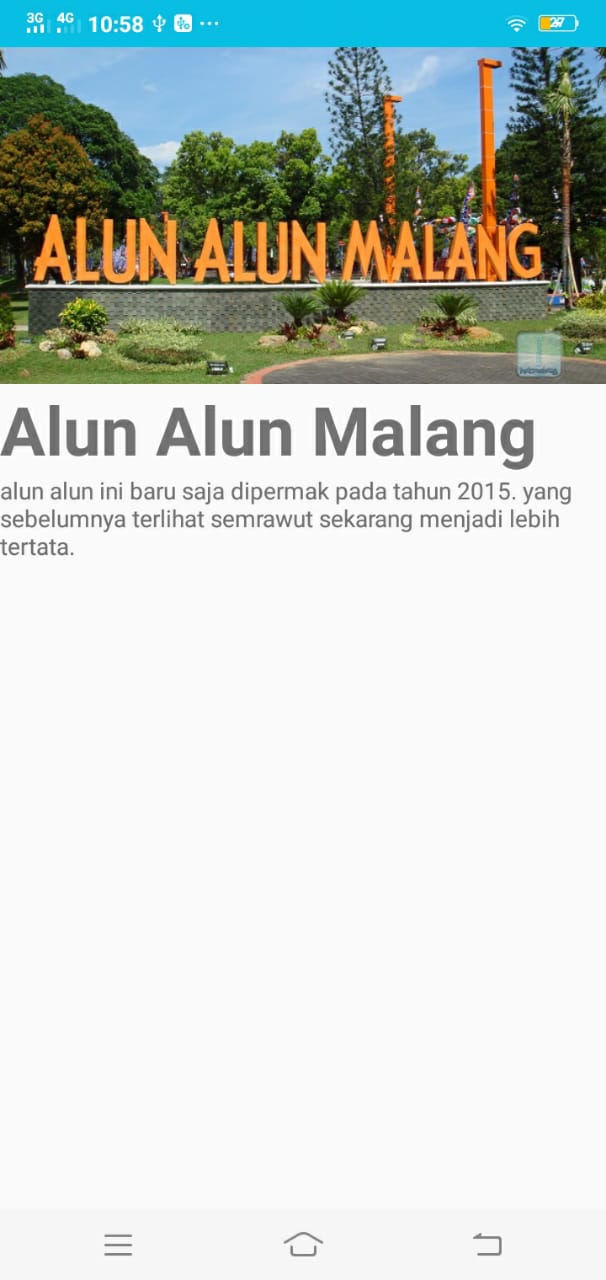 3G 4G 10:58 27
ALUN ALUN MALANG
Alun Alun Malang
alun alun ini baru saja dipermak pada tahun 2015. yang
sebelumnya terlihat semrawut sekarang menjadi lebih
tertata.